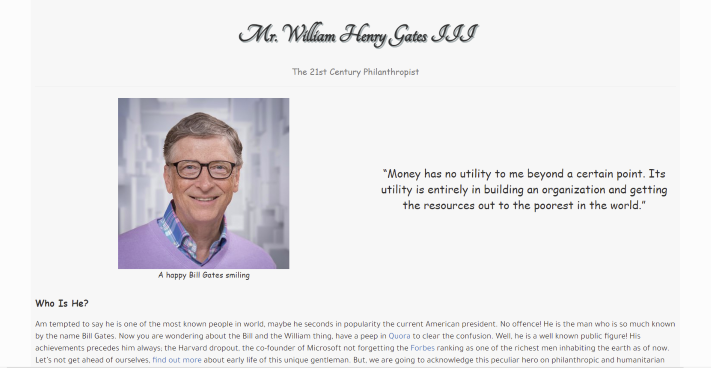 Mr. William Henry Gates III
The 21st Century Philanthropist
“Money has no utility to me beyond a certain point. Its
utility is entirely in building an organization and getting
the resources out to the poorest in the world.”
A happy Bill Gates smiling
Who Is He?
Am tempted to say he is one of the most known people in world, maybe he seconds in popularity the current American president. No offence! He is the man who is so much known
by the name Bill Gates. Now you are wondering about the Bill and the William thing, have a peep in Quora to clear the confusion. Well, he is a well known public figure! His
achievements precedes him always; the Harvard dropout, the co-founder of Microsoft not forgetting the Forbes ranking as one of the richest men inhabiting the earth as of now.
Let's not get ahead of ourselves, find out more about early life of this unique gentleman. But, we are going to acknowledge this peculiar hero on philanthropic and humanitarian